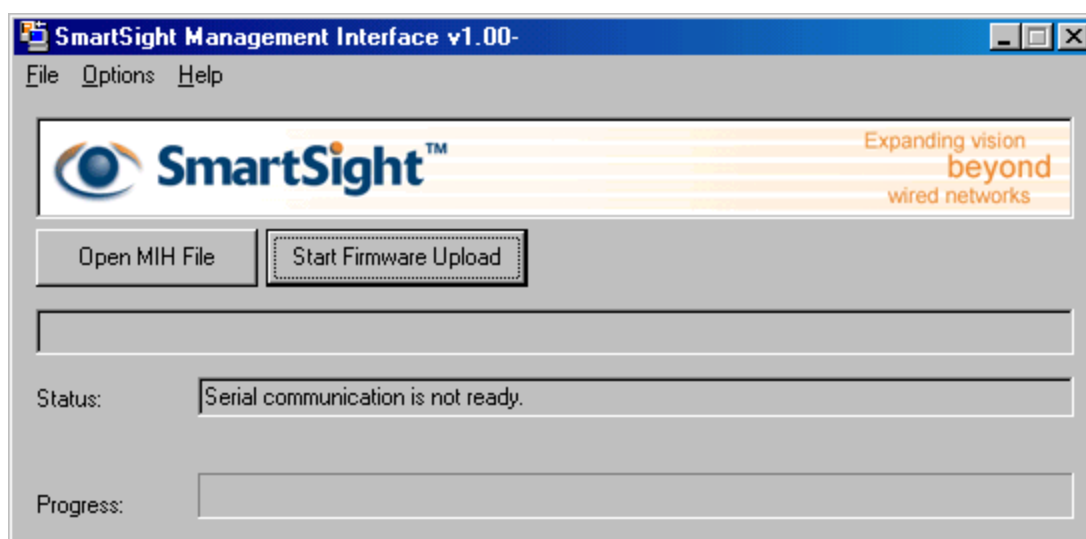 SmartSight Management Interface v1.00-
File Options Help
SmartSight™
Expanding vision
beyond
wired networks
Open MIH File
Start Firmware Upload
Status:
Serial communication is not ready.
Progress: